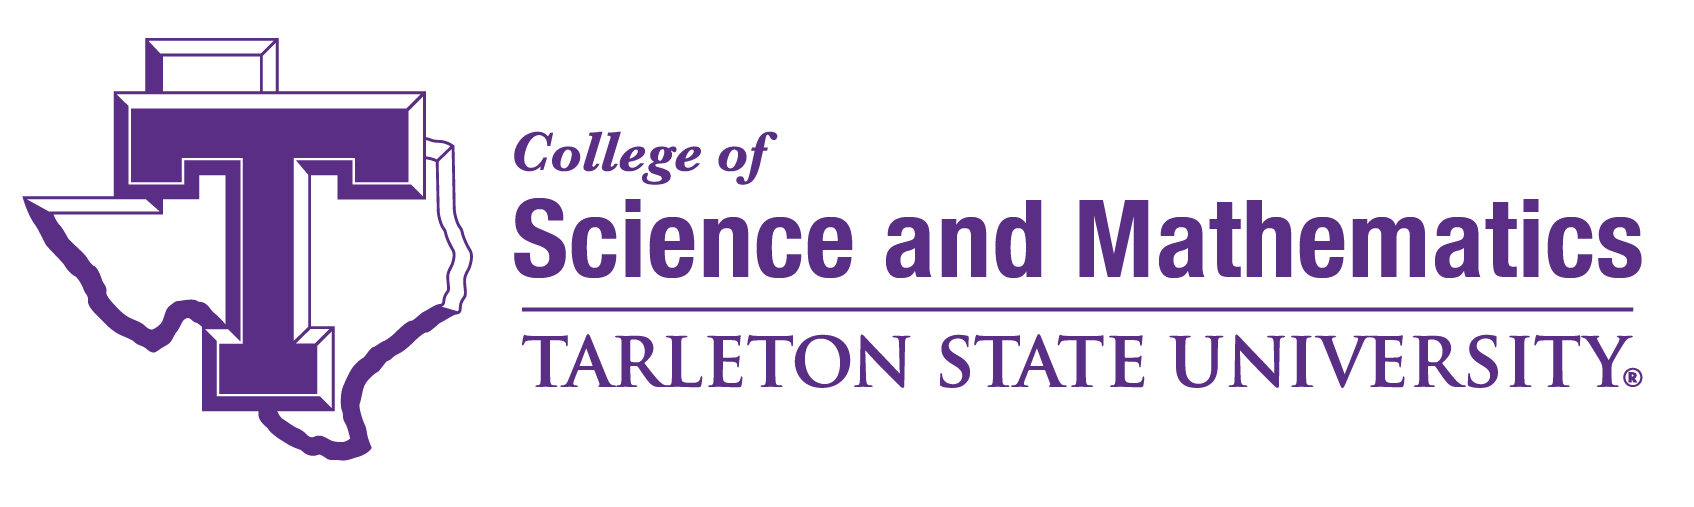 T
College of
Science and Mathematics
TARLETON STATE UNIVERSITY®